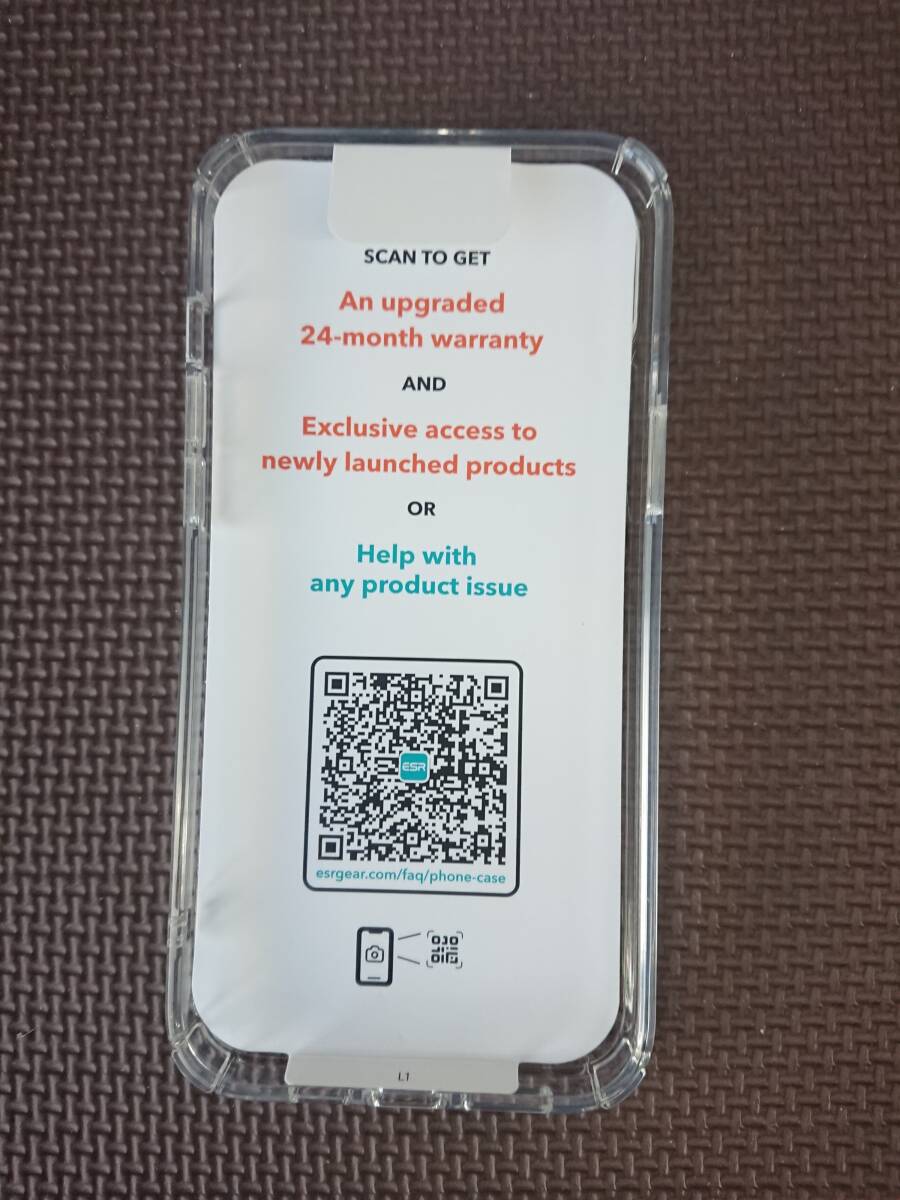 SCAN TO GET
An upgraded
24-month warranty
AND
Exclusive access to
newly launched products
OR
Help with
any product issue
ESR
esrgear.com/faq/phone-case
L1